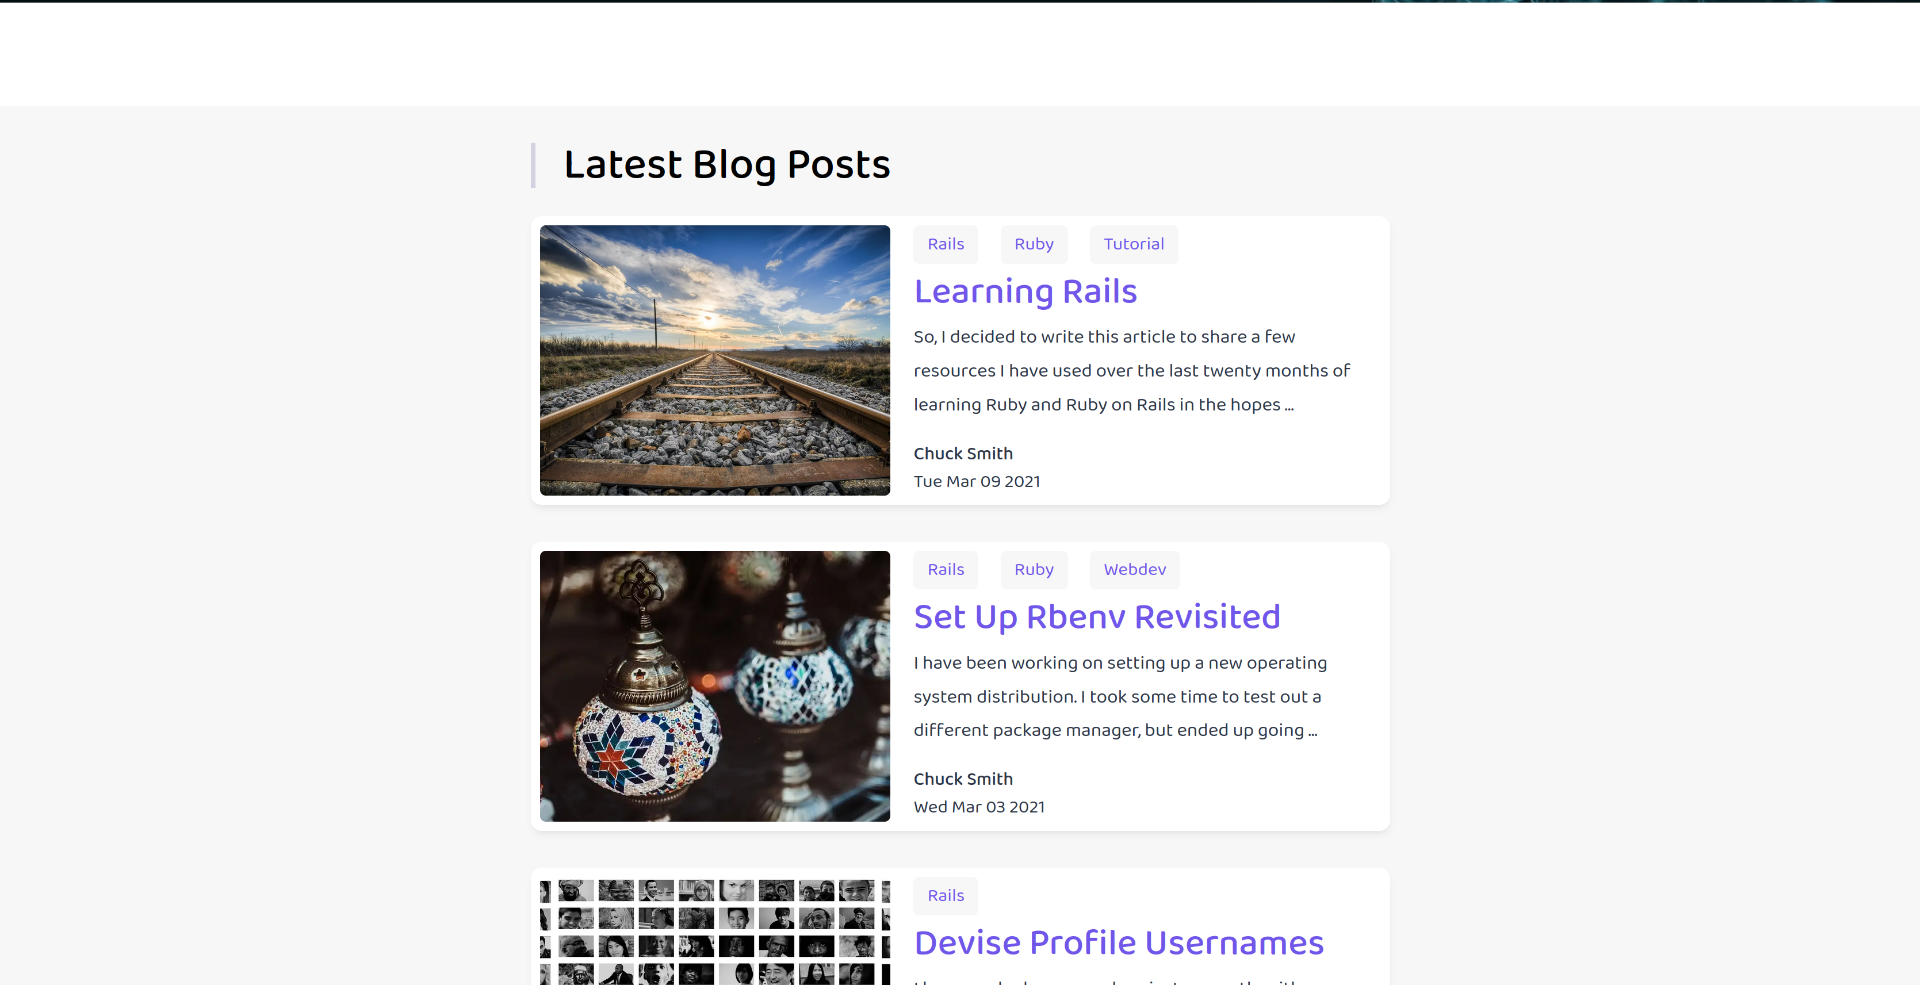 Latest Blog Posts
Rails
Ruby
Tutorial
Learning Rails
So, I decided to write this article to share a few
resources I have used over the last twenty months of
learning Ruby and Ruby on Rails in the hopes ...
Chuck Smith
Tue Mar 09 2021
Rails
Ruby
Webdev
Set Up Rbenv Revisited
I have been working on setting up a new operating
system distribution. I took some time to test out a
different package manager, but ended up going ...
Chuck Smith
Wed Mar 03 2021
Rails
Devise Profile Usernames